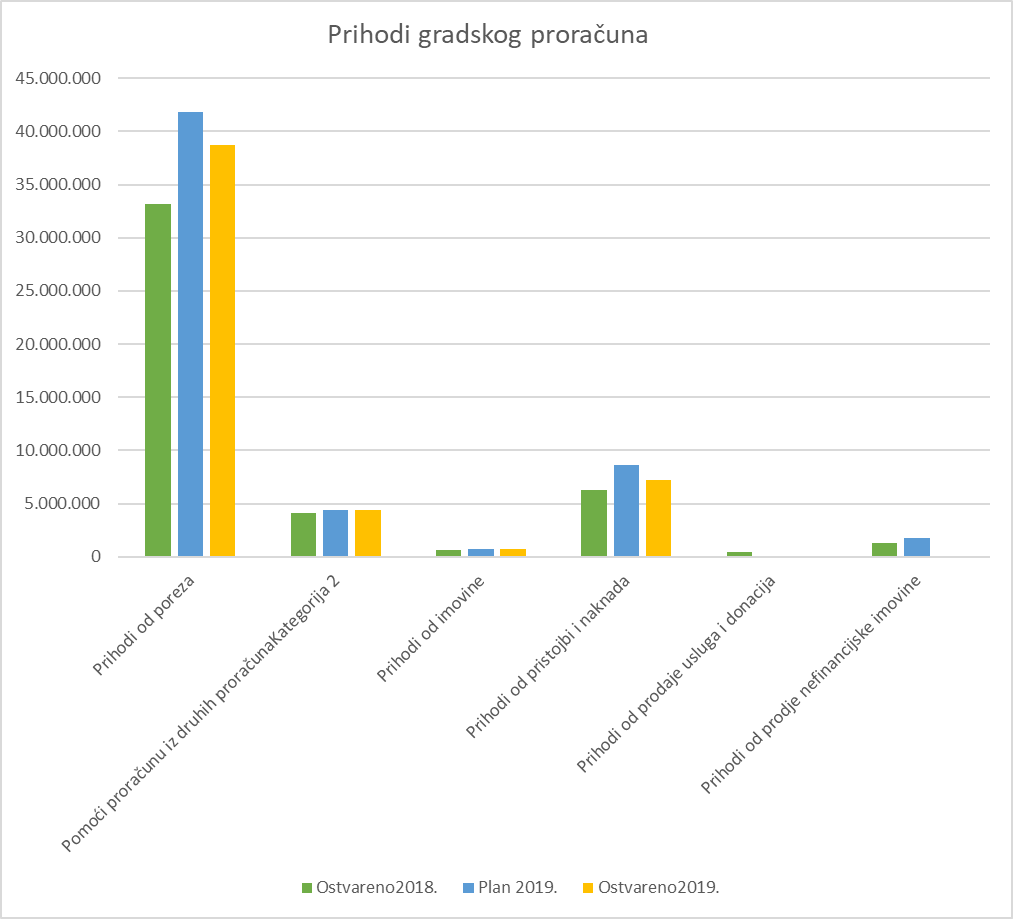 Prihodi gradskog proračuna
45.000.000
40.000.000
35.000.000
30.000.000
25.000.000
20.000.000
15.000.000
10.000.000
5.000.000
0
Prihodi od poreza
Pomoći proračunu iz druhih proračunaKategorija 2
Prihodi od imovine
Prihodi od pristojbi i naknada
Prihodi od prodaje usluga i donacija
Prihodi od prodje nefinancijske imovine
Ostvareno2018. Plan 2019. Ostvareno2019.